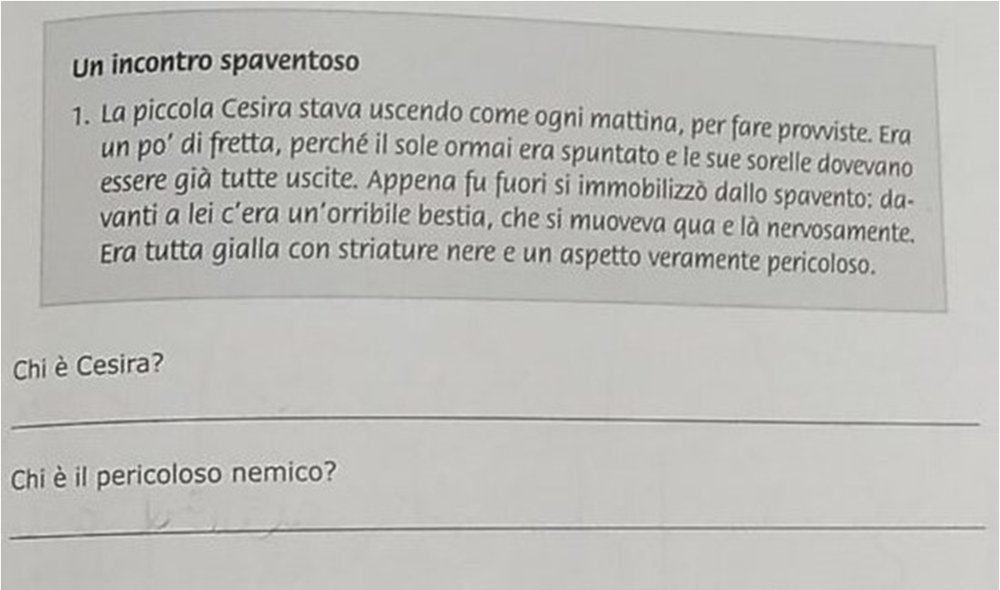 Un incontro spaventoso
1. La piccola Cesira stava uscendo come ogni mattina, per fare provviste. Era
un po’ di fretta, perché il sole ormai era spuntato e le sue sorelle dovevano
essere già tutte uscite. Appena fu fuori si immobilizzò dallo spavento: da-
vanti a lei c’era un’orribile bestia, che si muoveva qua e là nervosamente.
Era tutta gialla con striature nere e un aspetto veramente pericoloso.
Chi è Cesira?
Chi è il pericoloso nemico?